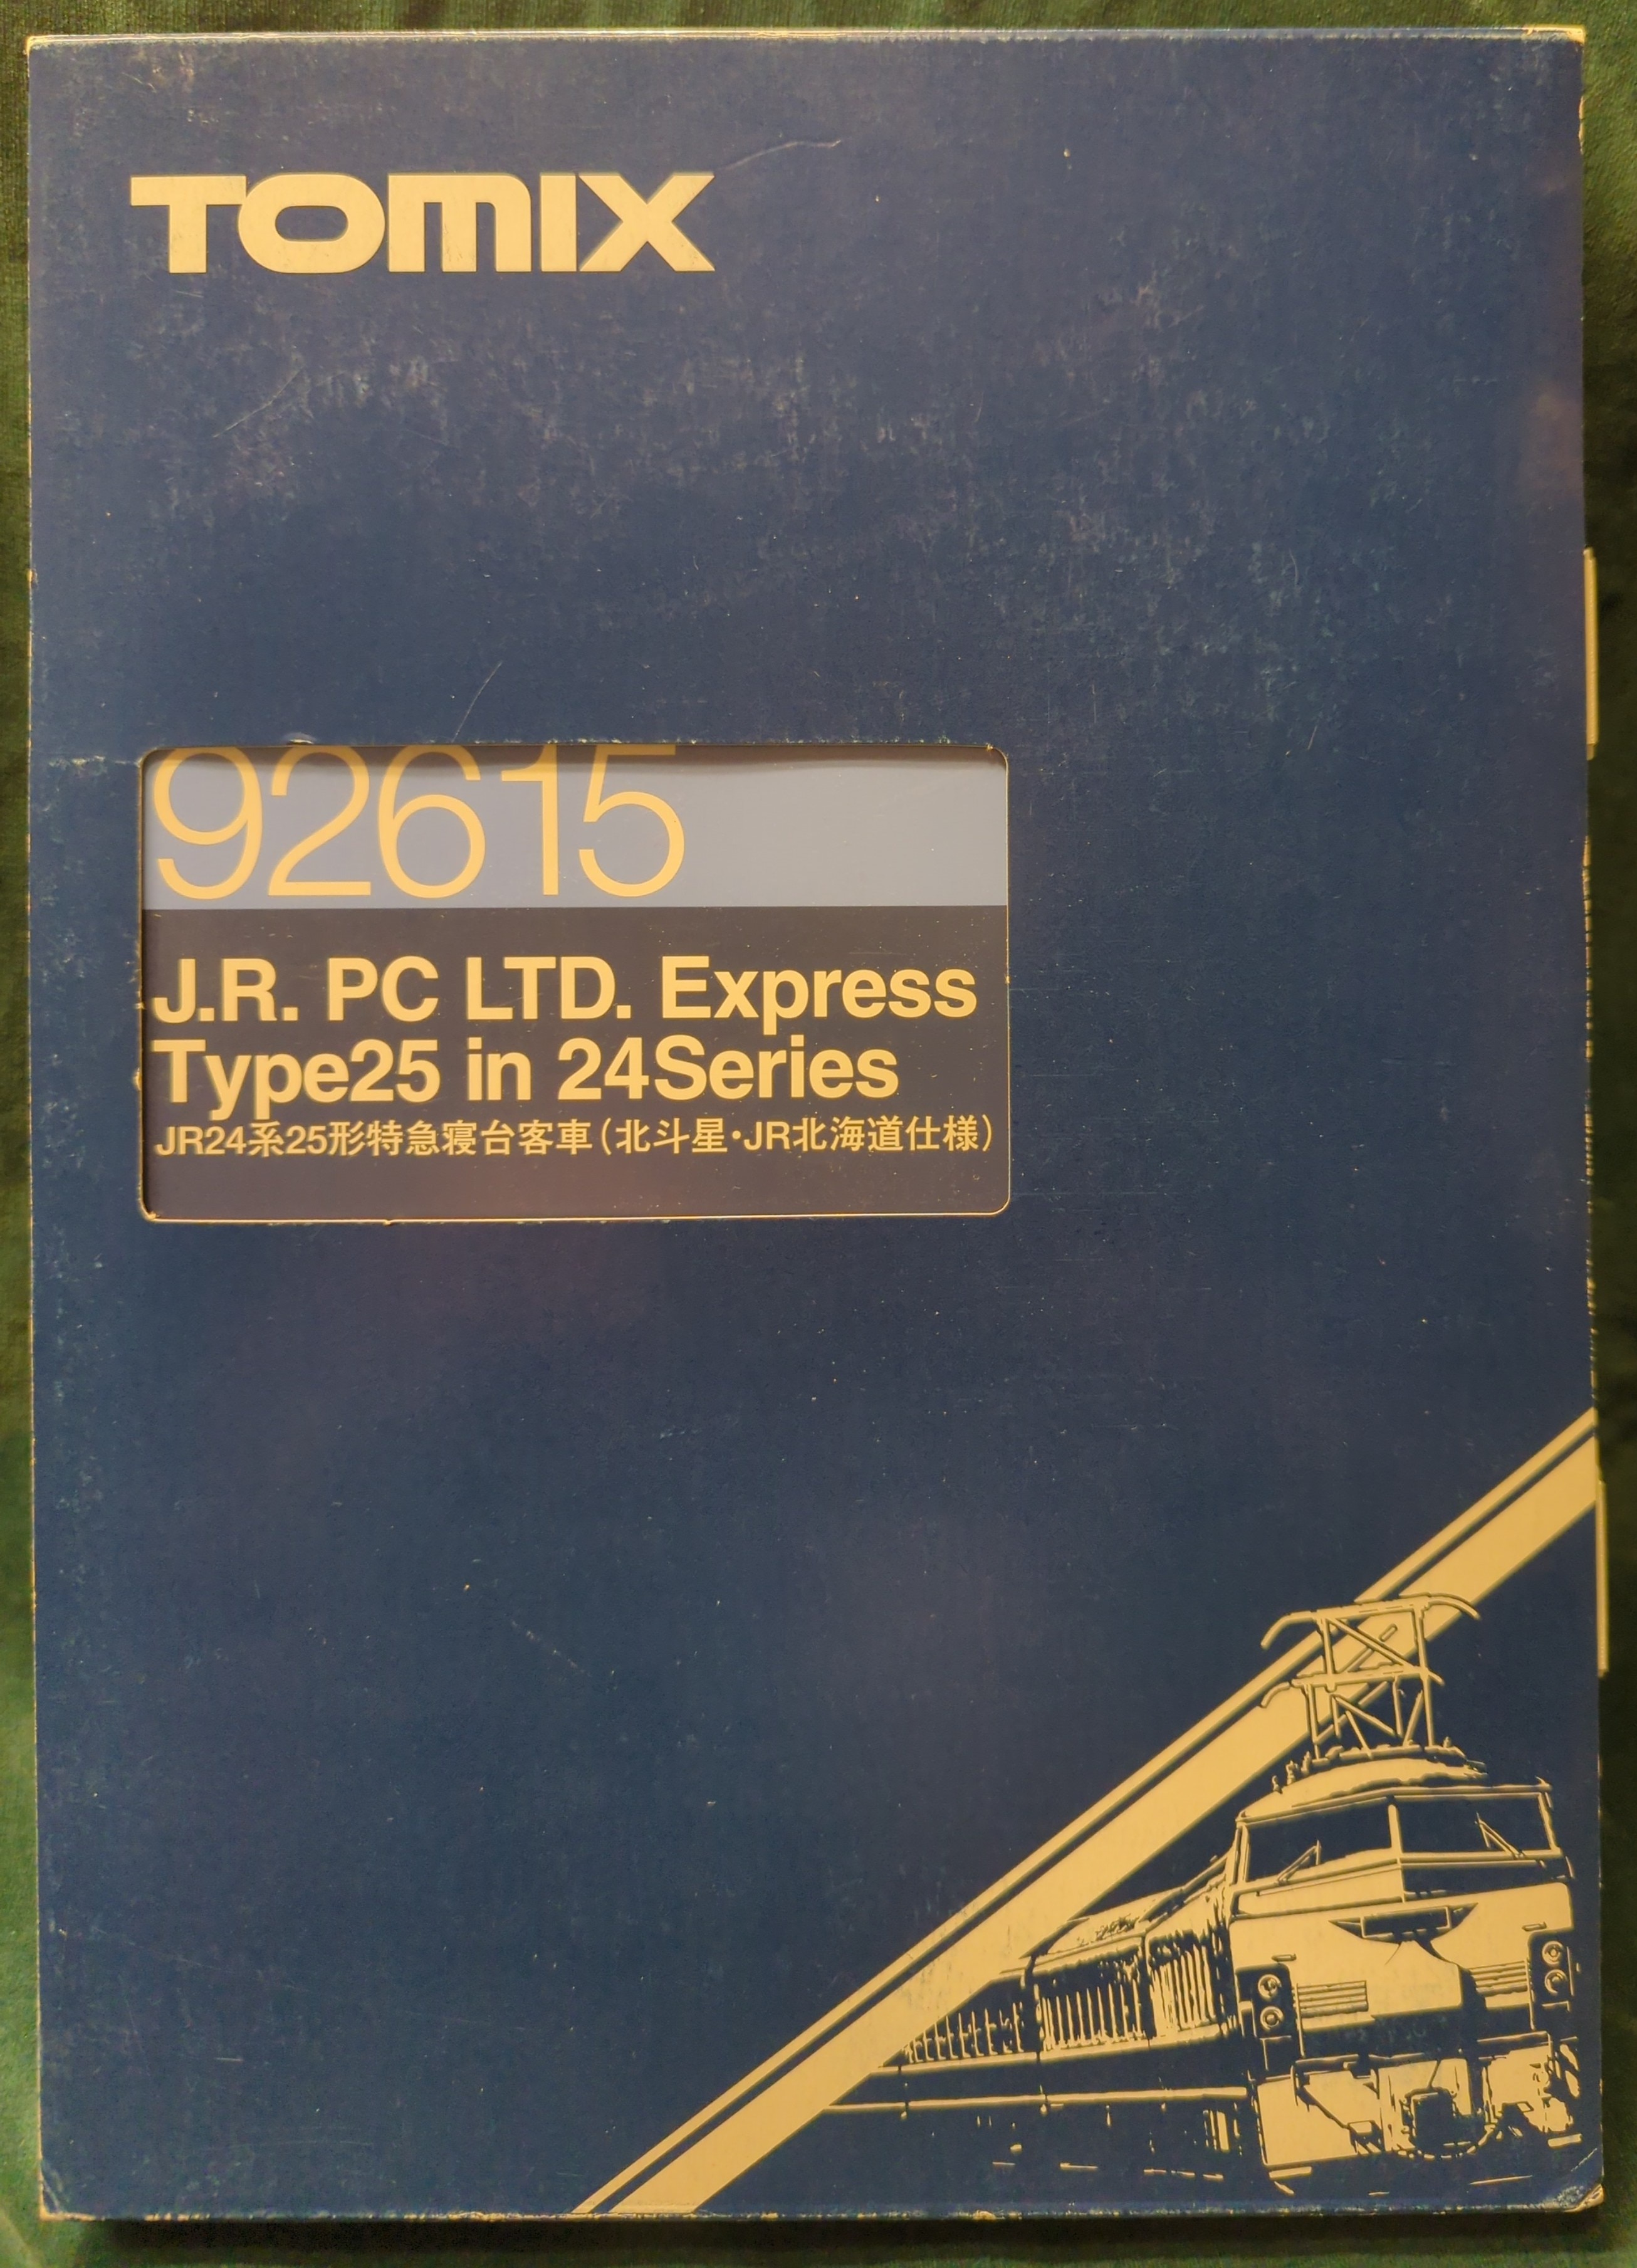 TOMIX
92615
J.R. PC LTD. Express
Type25 in 24Series
JR24系25形特急寝台客車(北斗星・JR北海道仕様)